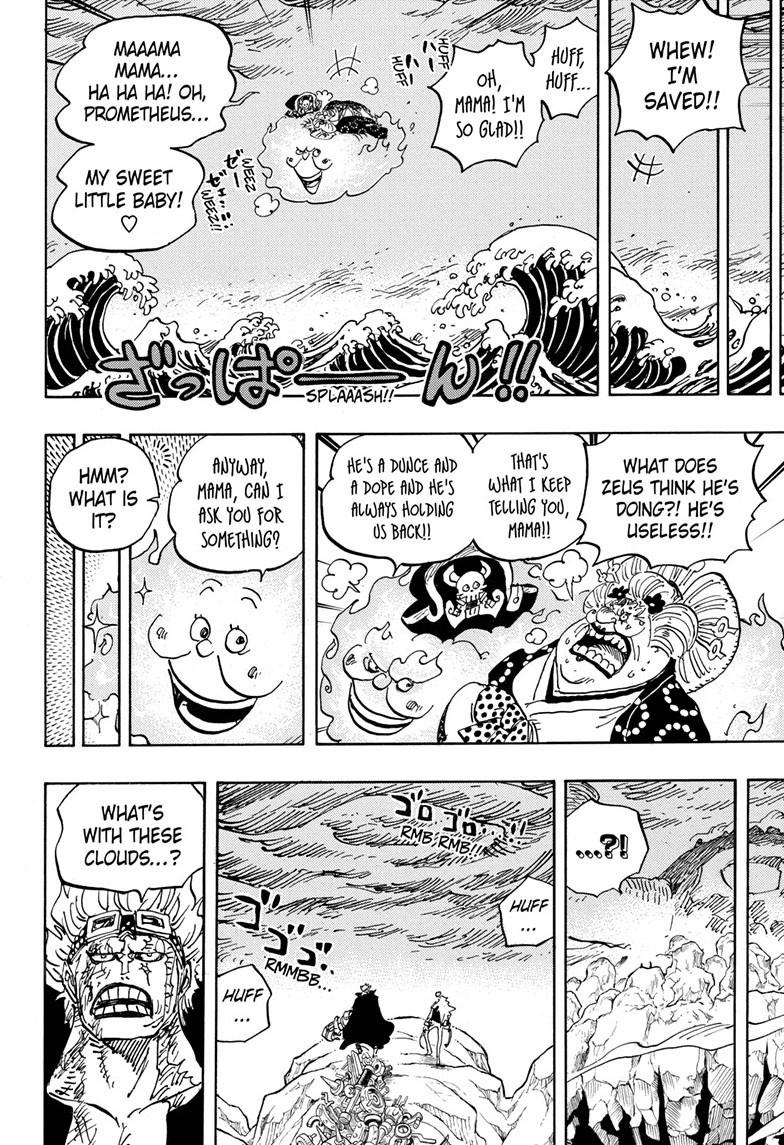 WHEW!
I'M
SAVED!!
HUFF,
HUFF...
OH,
MAMA! I'M
SO GLAD!!
HUFF
HUFF
MAAAMA
MAMA...
HA HA HA! OH,
PROMETHEUS...
MY SWEET
LITTLE BABY!
♡
WEEZ
WEEZ!!
ざっぱーん!!
SPLAAASH!!
WHAT DOES
ZEUS THINK HE'S
DOING?! HE'S
USELESS!!
THAT'S
WHAT I KEEP
TELLING YOU,
MAMA!!
HE'S A DUNCE AND
A DOPE AND HE'S
ALWAYS HOLDING
US BACK!!
ANYWAY,
MAMA, CAN I
ASK YOU FOR
SOMETHING?
HMM?
WHAT IS
IT?
...?!
ゴロゴロ...!!
RMB,RMB...!!
HUFF
...
ゴゴゴゴ...
RMMBB...
HUFF
...
WHAT'S
WITH THESE
CLOUDS...?